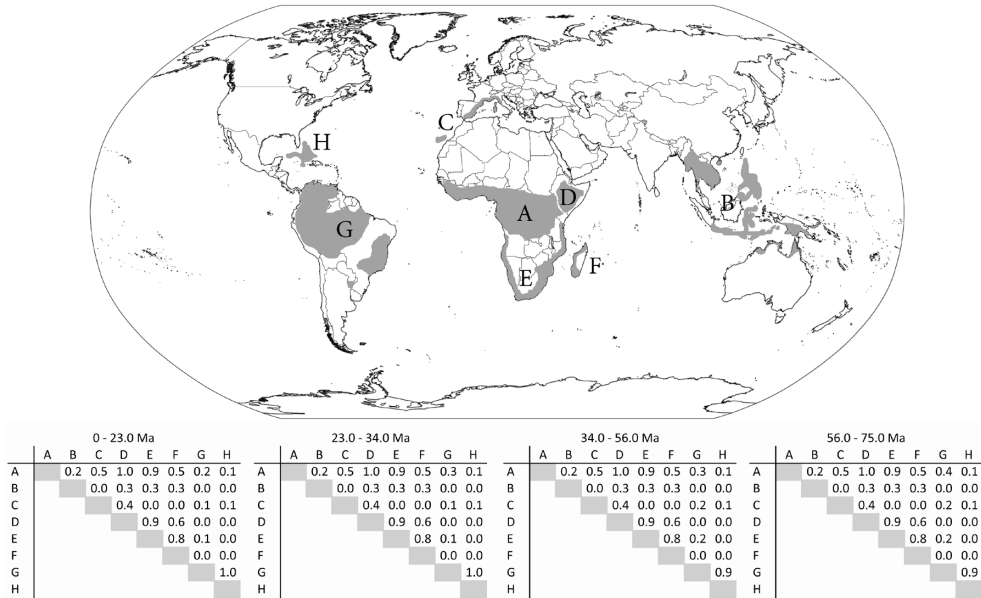 H
C
D
B
A
G
F
E
0 - 23.0 Ma 23.0 - 34.0 Ma 34.0 - 56.0 Ma 56.0 - 75.0 Ma
A B C D E F G H A B C D E F G H A B C D E F G H A B C D E F G H
A 0.2 0.5 1.0 0.9 0.5 0.2 0.1 A 0.2 0.5 1.0 0.9 0.5 0.3 0.1 A 0.2 0.5 1.0 0.9 0.5 0.3 0.1 A 0.2 0.5 1.0 0.9 0.5 0.4 0.1
B 0.0 0.3 0.3 0.3 0.0 0.0 B 0.0 0.3 0.3 0.3 0.0 0.0 B 0.0 0.3 0.3 0.3 0.0 0.0 B 0.0 0.3 0.3 0.3 0.0 0.0
C 0.4 0.0 0.0 0.1 0.1 C 0.4 0.0 0.0 0.1 0.1 C 0.4 0.0 0.0 0.2 0.1 C 0.4 0.0 0.0 0.2 0.1
D 0.9 0.6 0.0 0.0 D 0.9 0.6 0.0 0.0 D 0.9 0.6 0.0 0.0 D 0.9 0.6 0.0 0.0
E 0.8 0.1 0.0 E 0.8 0.1 0.0 E 0.8 0.2 0.0 E 0.8 0.2 0.0
F 0.0 0.0 F 0.0 0.0 F 0.0 0.0 F 0.0 0.0
G 1.0 G 1.0 G 0.9 G 0.9
H H H H